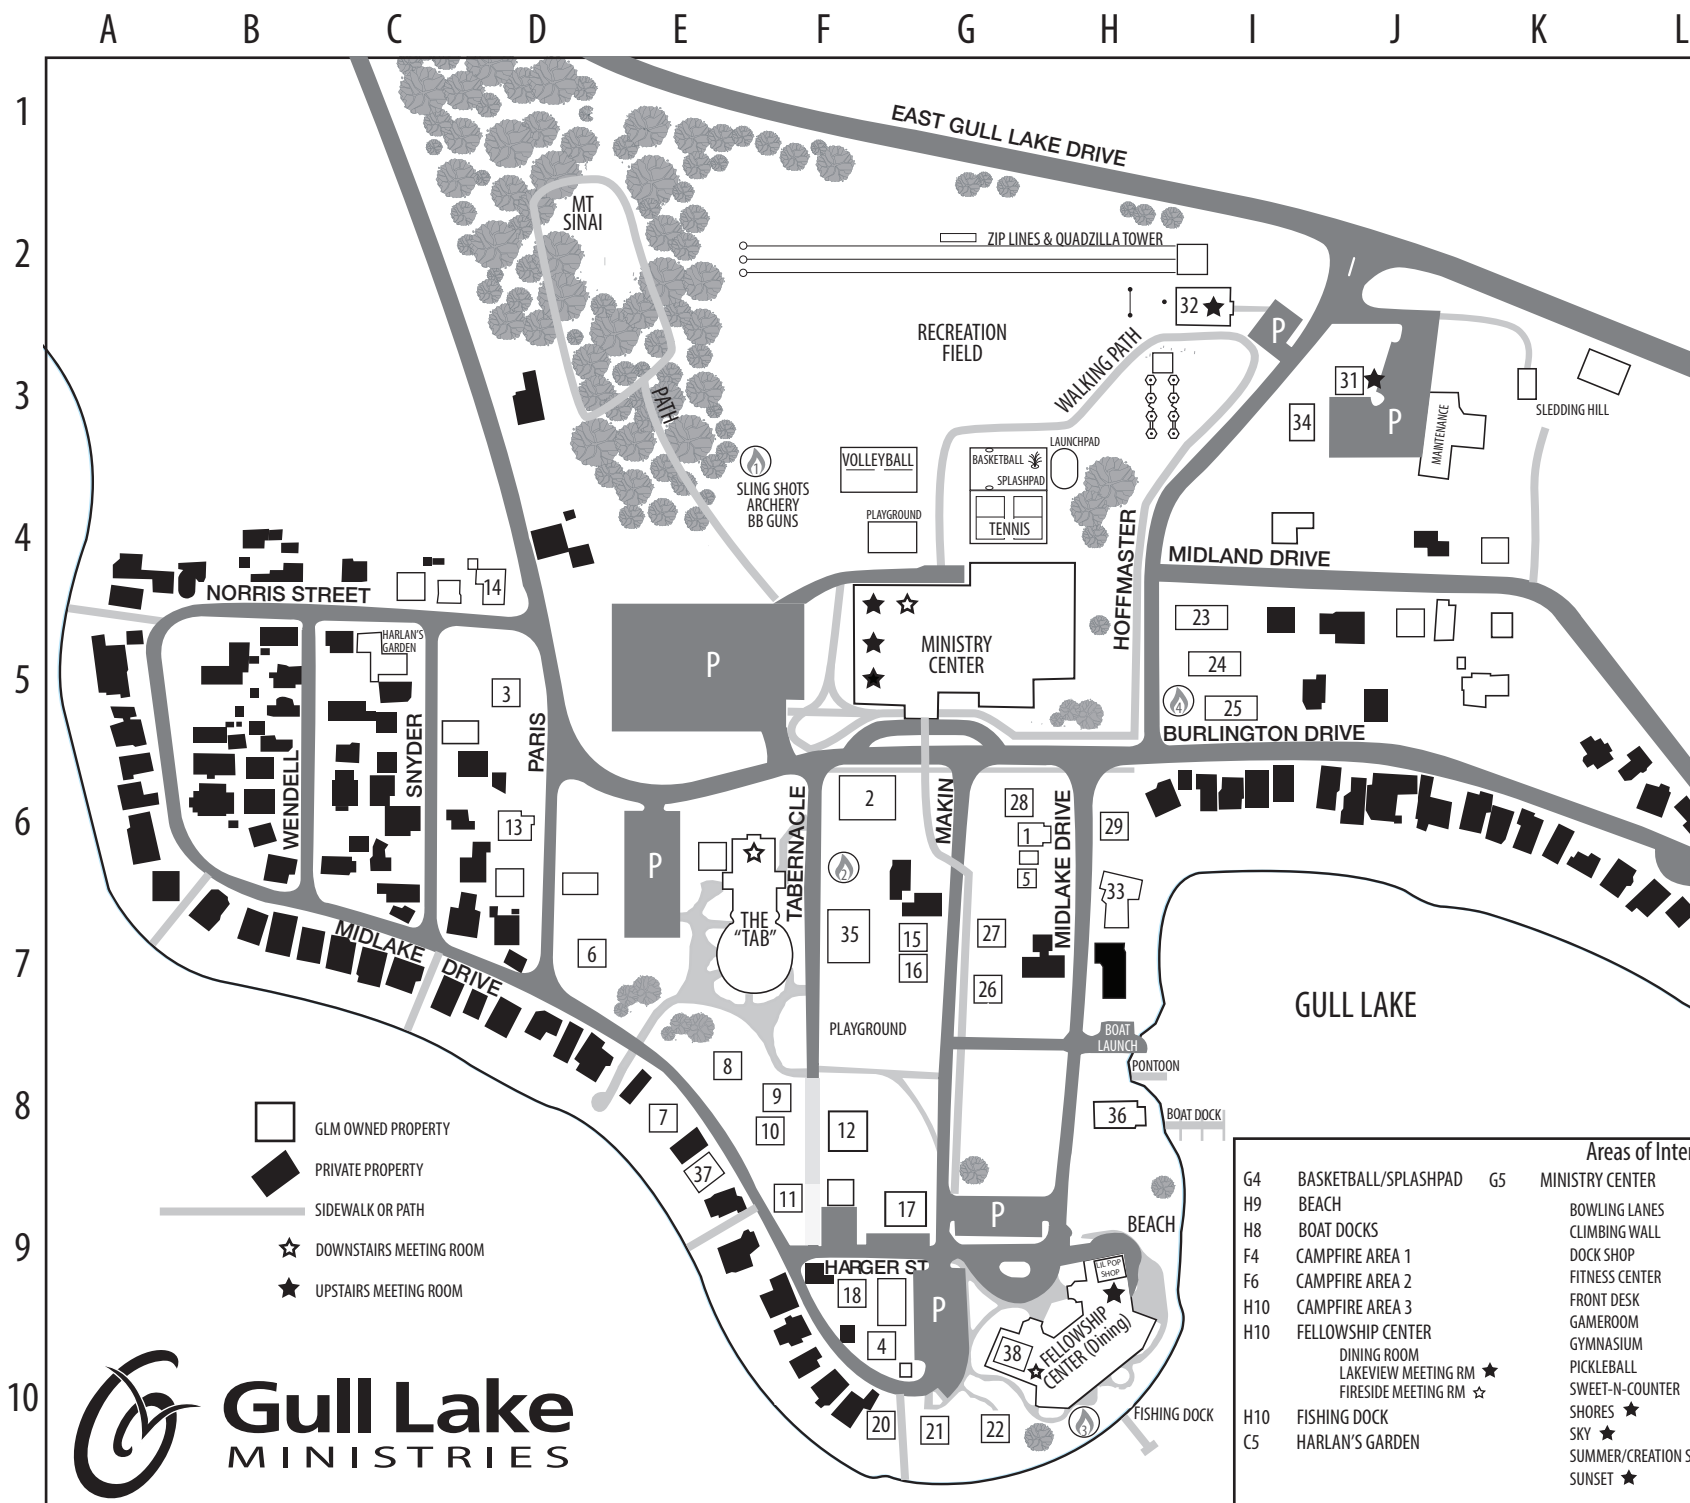 A B C D E F G H I J K L
1
2
3
4
5
6
7
8
9
10
EAST GULL LAKE DRIVE
MT
SINAI
ZIP LINES & QUADZILLA TOWER
32
P
RECREATION
FIELD
WALKING PATH
PATH
31
34
P
MAINTENANCE
SLEDDING HILL
1
SLING SHOTS
ARCHERY
BB GUNS
VOLLEYBALL
PLAYGROUND
BASKETBALL
SPLASHPAD
LAUNCHPAD
TENNIS
HOFFMASTER
MIDLAND DRIVE
NORRIS STREET
14
HARLAN'S
GARDEN
P
MINISTRY
CENTER
23
24
25
4
BURLINGTON DRIVE
3
WENDELL
SNYDER
PARIS
13
P
THE
"TAB"
TABERNACLE
2
2
35
15
16
MAKIN
28
1
5
27
26
MIDLAKE DRIVE
29
33
MIDLAKE
DRIVE
6
PLAYGROUND
GULL LAKE
BOAT
LAUNCH
PONTOON
BOAT DOCK
36
7
8
9
10
12
37
11
17
P
BEACH
HARGER ST
18
4
P
LIL POP
SHOP
FELLOWSHIP
CENTER (Dining)
38
20
21
22
3
FISHING DOCK
GLM OWNED PROPERTY
PRIVATE PROPERTY
SIDEWALK OR PATH
DOWNSTAIRS MEETING ROOM
UPSTAIRS MEETING ROOM
Gull Lake
MINISTRIES
Areas of Inter
G4 BASKETBALL/SPLASHPAD
H9 BEACH
H8 BOAT DOCKS
F4 CAMPFIRE AREA 1
F6 CAMPFIRE AREA 2
H10 CAMPFIRE AREA 3
H10 FELLOWSHIP CENTER
DINING ROOM
LAKEVIEW MEETING RM ★
FIRESIDE MEETING RM ☆
H10 FISHING DOCK
C5 HARLAN'S GARDEN
G5 MINISTRY CENTER
BOWLING LANES
CLIMBING WALL
DOCK SHOP
FITNESS CENTER
FRONT DESK
GAMEROOM
GYMNASIUM
PICKLEBALL
SWEET-N-COUNTER
SHORES ★
SKY ★
SUMMER/CREATION S
SUNSET ★